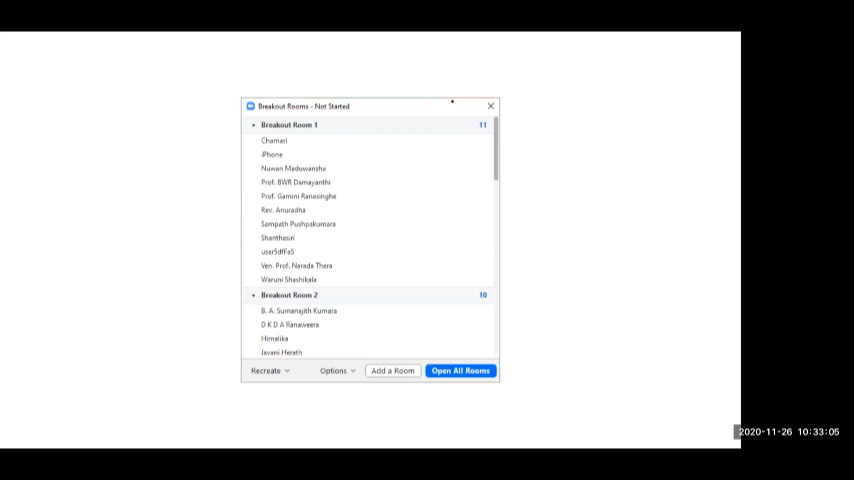 Breakout Rooms - Not Started
Breakout Room 1 11
Chamari
iPhone
Nuwan Maduwansha
Prof. BWR Damayanthi
Prof. Gamini Ranasinghe
Rev. Anuradha
Sampath Pushpakumara
Shanthasiri
Ven. Prof. Narada Thera
Waruni Shashikala
Breakout Room 2 10
B. A. Sumanajith Kumara
D K D A Ranaweera
Himalika
Javani Herath
Recreate Options Add a Room Open All Rooms
2020-11-26 10:33:05